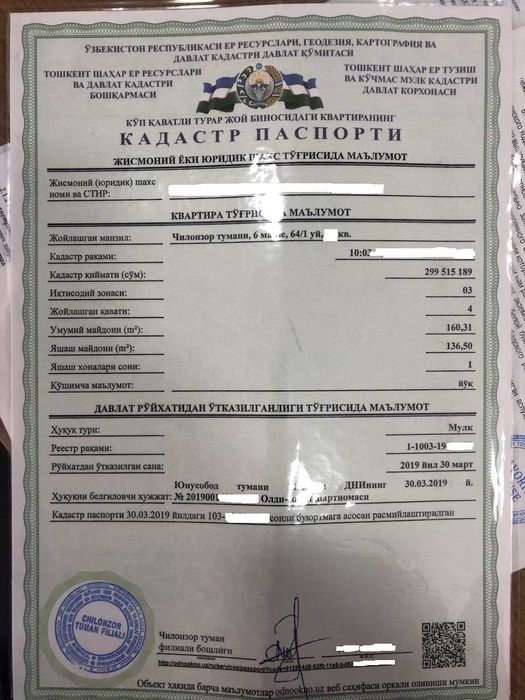 ЎЗБЕКИСТОН РЕСПУБЛИКАСИ ЕР РЕСУРСЛАРИ, ГЕОДЕЗИЯ, КАРТОГРАФИЯ ВА
ДАВЛАТ КАДАСТРИ ДАВЛАТ ҚЎМИТАСИ
ТОШКЕНТ ШАҲАР ЕР РЕСУРСЛАРИ
ВА ДАВЛАТ КАДАСТРИ
БОШҚАРМАСИ
ТОШКЕНТ ШАҲАР ЕР ТУЗИШ
ВА КЎЧМАС МУЛК КАДАСТРИ
ДАВЛАТ КОРХОНАСИ
КЎП ҚАВАТЛИ ТУРАР ЖОЙ БИНОСИДАГИ КВАРТИРАНИНГ
КАДАСТР ПАСПОРТИ
ЖИСМОНИЙ ЁКИ ЮРИДИК ШАХС ТЎҒРИСИДА МАЪЛУМОТ
Жисмоний (юридик) шахс
номи ва СТИР:
КВАРТИРА ТЎҒРИСИДА МАЪЛУМОТ
Жойлашган манзил: Чилонзор тумани, 6 64/1 уй, кв.
Кадастр рақами: 10:03
Кадастр қиймати (сўм): 299 515 189
Иқтисодий зонаси: 03
Жойлашган қавати: 4
Умумий майдони (m²): 160,31
Яшаш майдони (m²): 136,50
Яшаш хоналари сони: 1
Қўшимча маълумот: йўқ
ДАВЛАТ РЎЙХАТИДАН ЎТКАЗИЛГАНЛИГИ ТЎҒРИСИДА МАЪЛУМОТ
Ҳуқуқ тури: Мулк
Реестр рақами: 1-1003-19
Рўйхатдан ўтказилган сана: 2019 йил 30 март
Юнусобод тумани ДНИнинг 30.03.2019 й.
Ҳуқуқни белгиловчи ҳужжат: № 2019001 Олди- шартномаси
Кадастр паспорти 30.03.2019 йилдаги 103- сонли буюртмага асосан расмийлаштирилган
CHILONZOR
TUMAN FILIALI
Чилонзор туман
филиали бошлиғи
Объект ҳақида барча маълумотлар odnookno.uz веб саҳифаси орқали олиниши мумкин